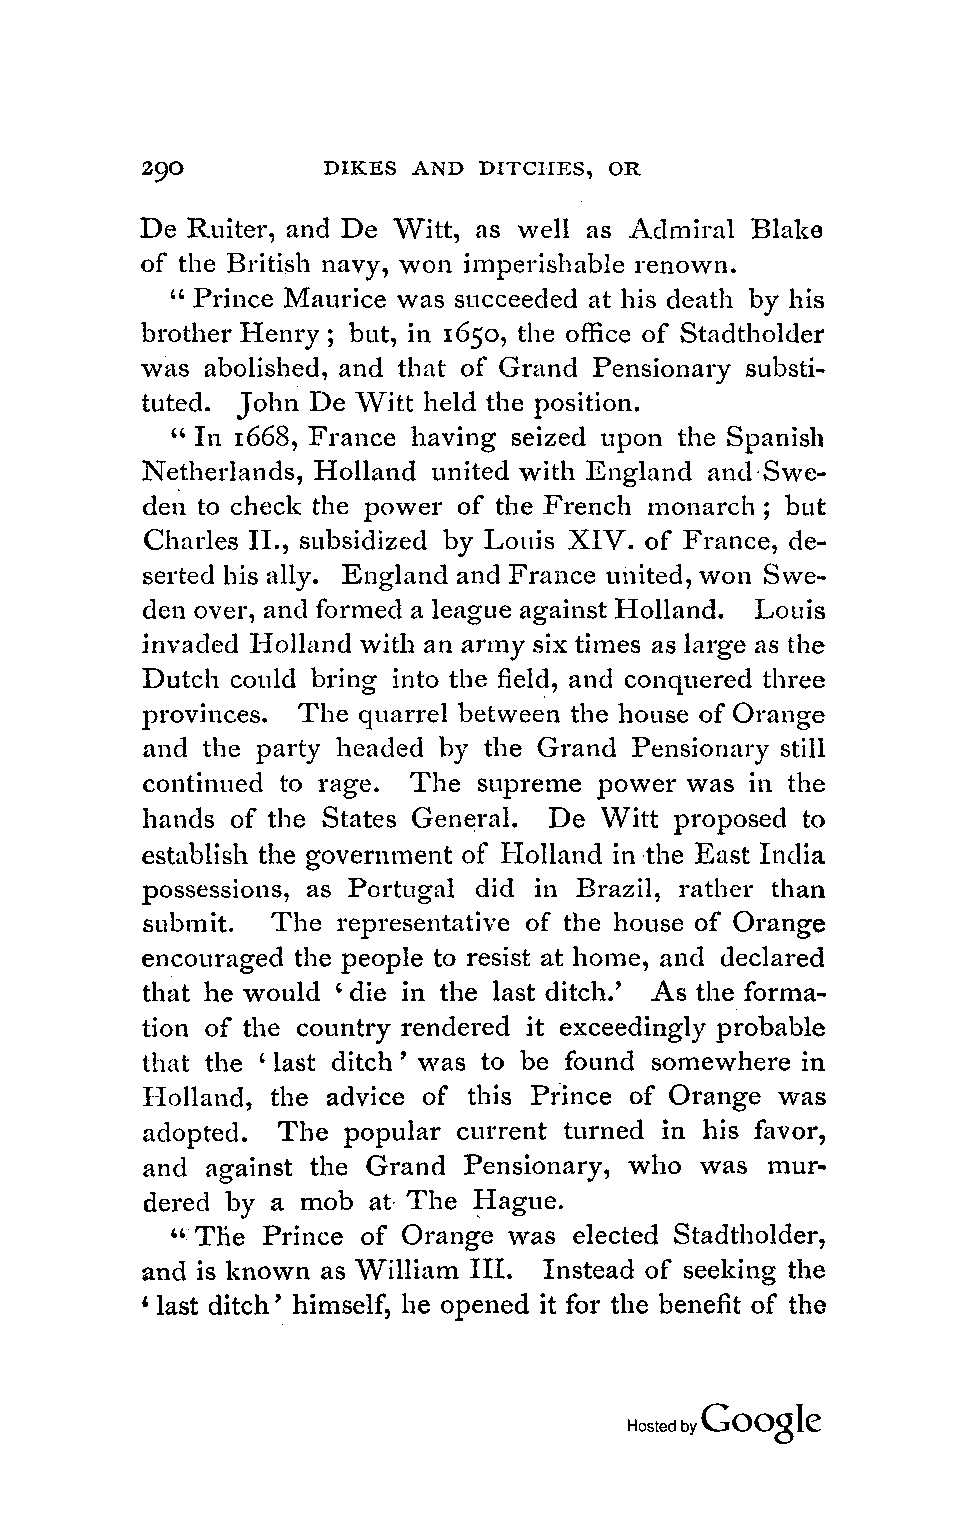 290 DIKES AND DITCHES, OR
De Ruiter, and De Witt, as well as Admiral Blake
of the British navy, won imperishable renown.
“ Prince Maurice was succeeded at his death by his
brother Henry ; but, in 1650, the office of Stadtholder
was abolished, and that of Grand Pensionary substi-
tuted. John De Witt held the position.
“ In 1668, France having seized upon the Spanish
Netherlands, Holland united with England and Swe-
den to check the power of the French monarch ; but
Charles II., subsidized by Louis XIV. of France, de-
serted his ally. England and France united, won Swe-
den over, and formed a league against Holland. Louis
invaded Holland with an army six times as large as the
Dutch could bring into the field, and conquered three
provinces. The quarrel between the house of Orange
and the party headed by the Grand Pensionary still
continued to rage. The supreme power was in the
hands of the States General. De Witt proposed to
establish the government of Holland in the East India
possessions, as Portugal did in Brazil, rather than
submit. The representative of the house of Orange
encouraged the people to resist at home, and declared
that he would ‘ die in the last ditch.’ As the forma-
tion of the country rendered it exceedingly probable
that the ‘ last ditch ’ was to be found somewhere in
Holland, the advice of this Prince of Orange was
adopted. The popular current turned in his favor,
and against the Grand Pensionary, who was mur-
dered by a mob at The Hague.
“ The Prince of Orange was elected Stadtholder,
and is known as William III. Instead of seeking the
‘ last ditch ’ himself, he opened it for the benefit of the
Hosted by Google